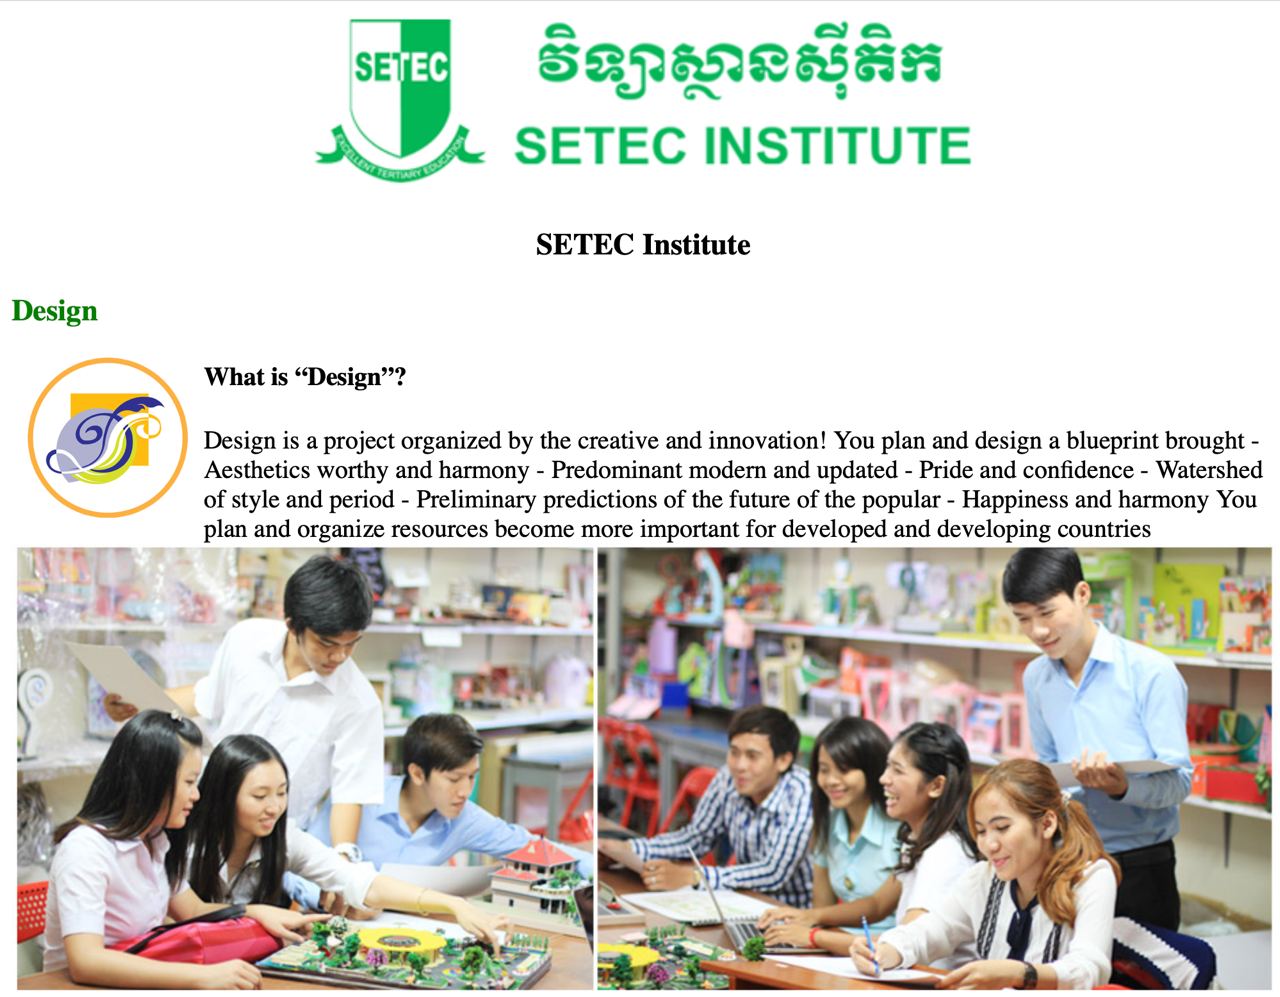 SETEC
EXCELLENT TERTIARY EDUCATION
វិទ្យាស្ថានស៊ីតិក
SETEC INSTITUTE
SETEC Institute
Design
What is “Design”?
Design is a project organized by the creative and innovation! You plan and design a blueprint brought -
Aesthetics worthy and harmony - Predominant modern and updated - Pride and confidence - Watershed
of style and period - Preliminary predictions of the future of the popular - Happiness and harmony You
plan and organize resources become more important for developed and developing countries